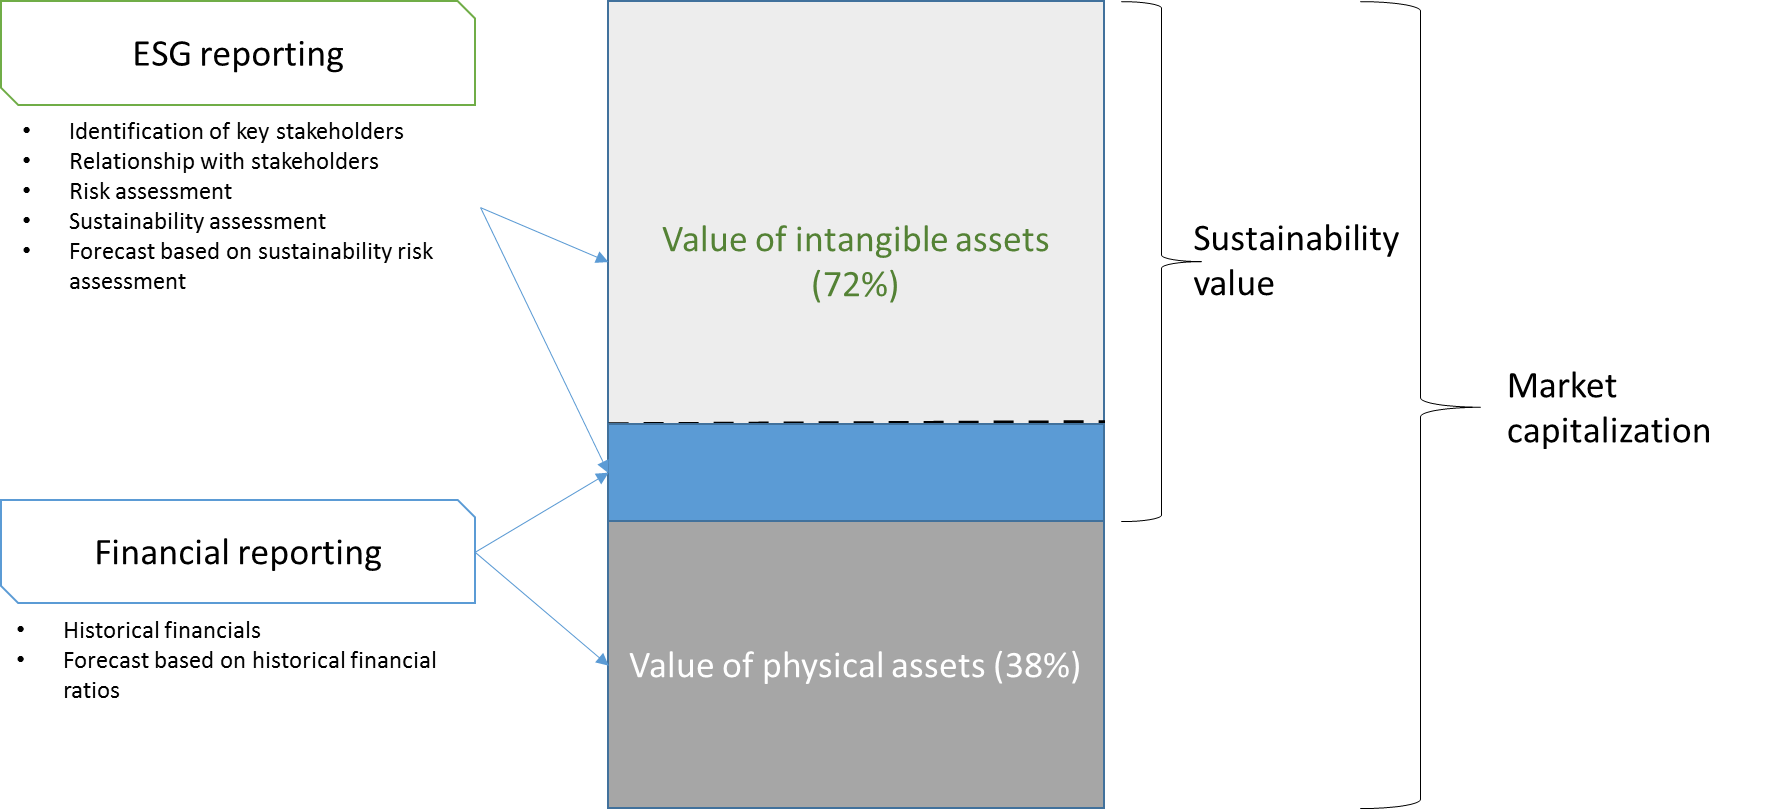 ESG reporting
• Identification of key stakeholders
• Relationship with stakeholders
• Risk assessment
• Sustainability assessment
• Forecast based on sustainability risk
assessment
Value of intangible assets
(72%)
Sustainability
value
Market
capitalization
Financial reporting
• Historical financials
• Forecast based on historical financial
ratios
Value of physical assets (38%)